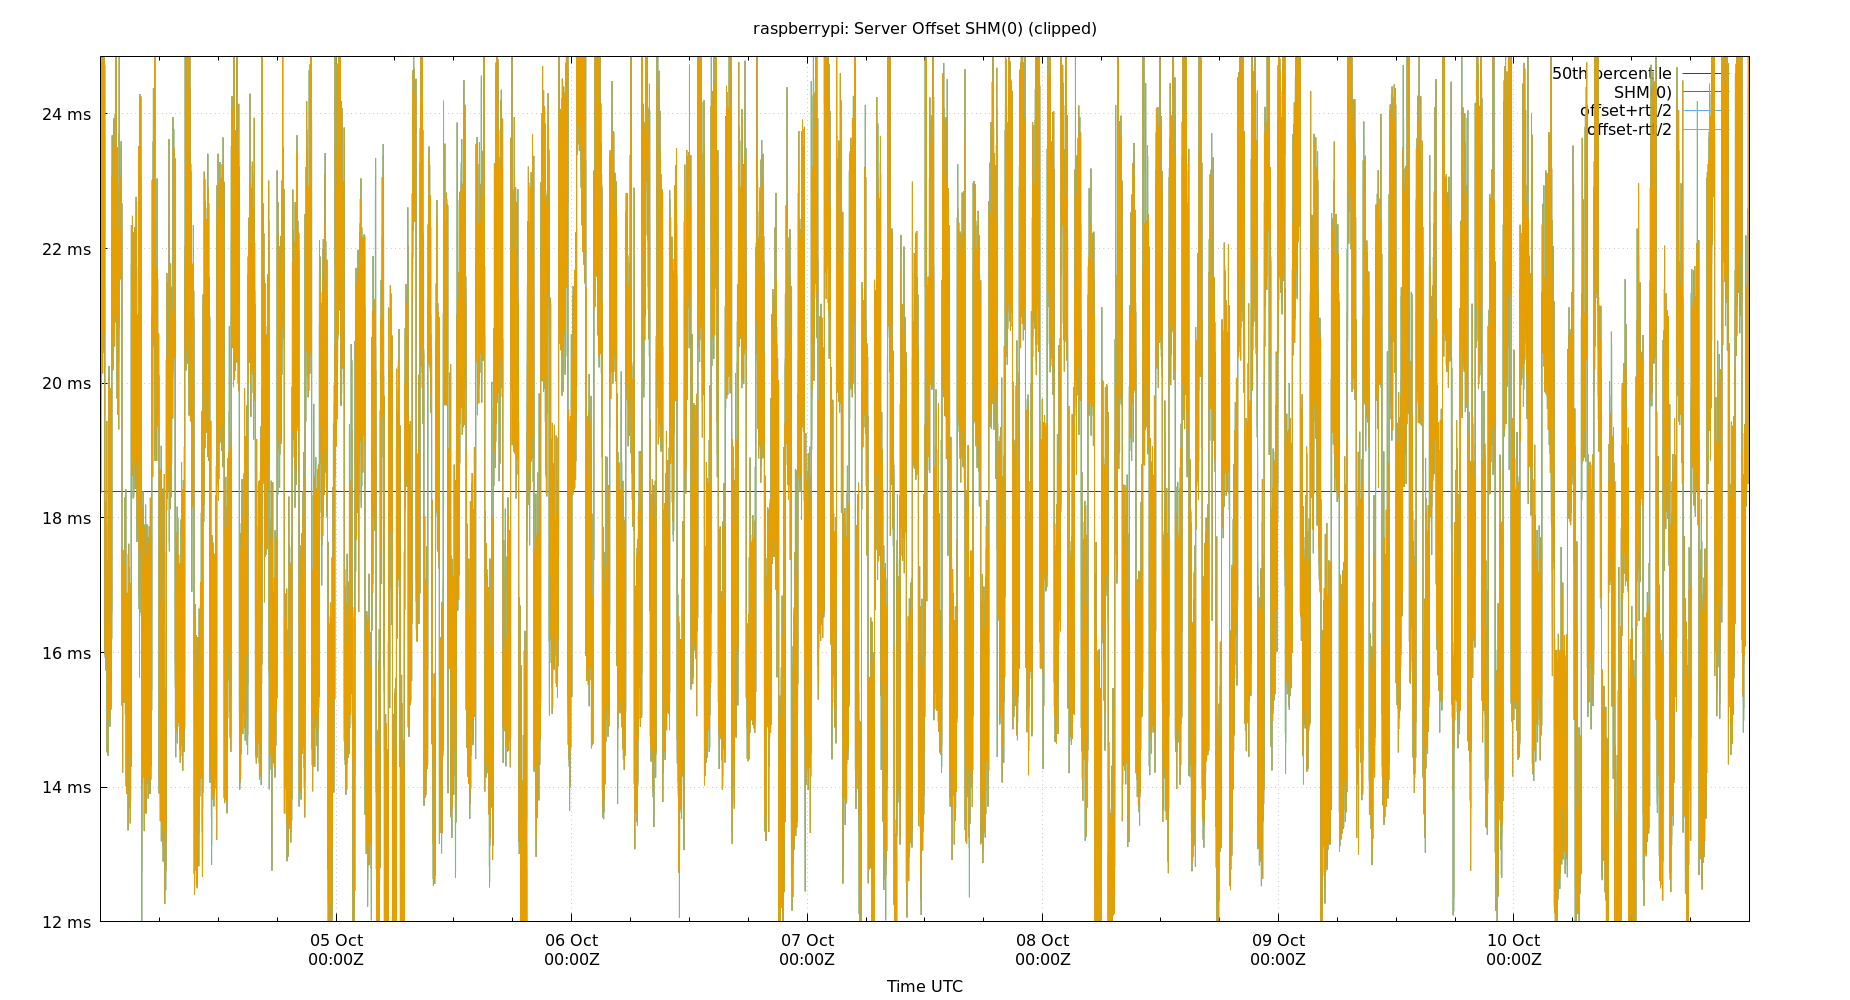 raspberrypi: Server Offset SHM(0) (clipped)
50th percentile
SHM(0)
offset+rtt/2
offset-rtt/2
24 ms
22 ms
20 ms
18 ms
16 ms
14 ms
12 ms
05 Oct
00:00Z
06 Oct
00:00Z
07 Oct
00:00Z
08 Oct
00:00Z
09 Oct
00:00Z
10 Oct
00:00Z
Time UTC